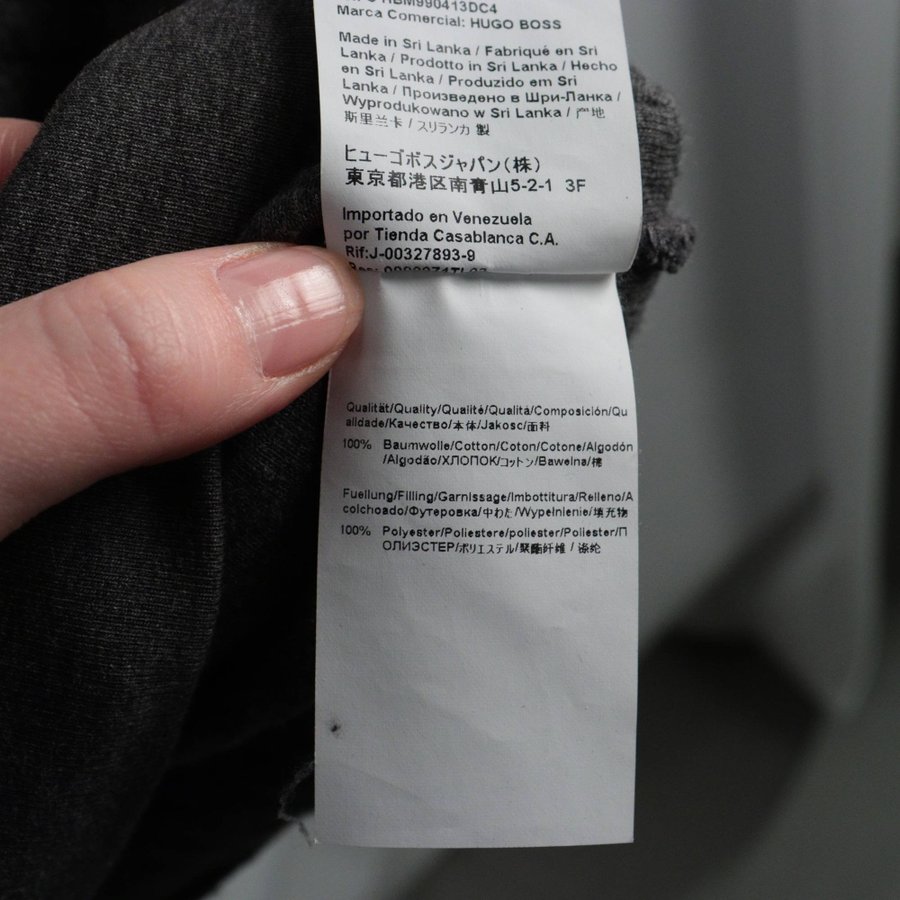 HBM990413DC4
Marca Comercial: HUGO BOSS
Made in Sri Lanka / Fabriqué en Sri
Lanka / Prodotto in Sri Lanka / Hecho
en Sri Lanka / Produzido em Sri
Lanka / Произведено в Шри-Ланка /
Wyprodukowano w Sri Lanka / 产地
斯里兰卡 / スリランカ 製
ヒューゴボスジャパン(株)
東京都港区南青山5-2-1 3F
Importado en Venezuela
por Tienda Casablanca C.A.
Rif:J-00327893-9
Qualität/Quality/Qualité/Qualità/Composición/Qu
alidade/Качество/本体/Jakosc/面料
100% Baumwolle/Cotton/Coton/Cotone/Algodón
/Algodão/ХЛОПОК/コットン/Bawelna/棉
Fuellung/Filling/Garnissage/Imbottitura/Relleno/A
colchoado/Футеровка/中わた/Wypełnienie/填充物
100% Polyester/Poliestere/poliester/Poliester/П
ОЛИЭСТЕР/ポリエステル/聚酯纤维 / 涤纶